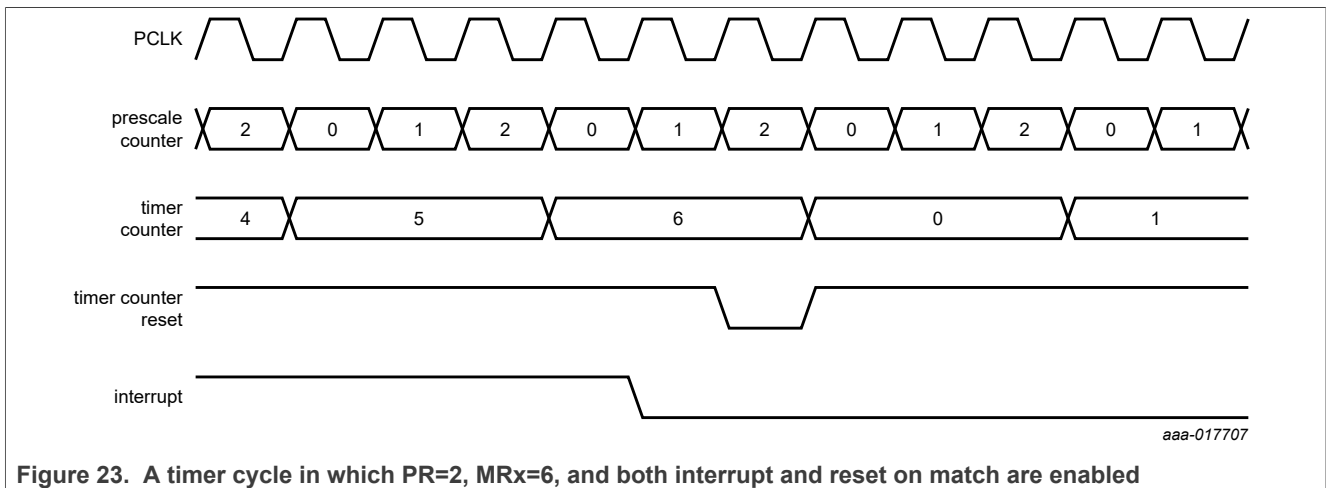 PCLK
prescale
counter
2 0 1 2 0 1 2 0 1 2 0 1
timer
counter
4 5 6 0 1
timer counter
reset
interrupt
aaa-017707
Figure 23. A timer cycle in which PR=2, MRx=6, and both interrupt and reset on match are enabled